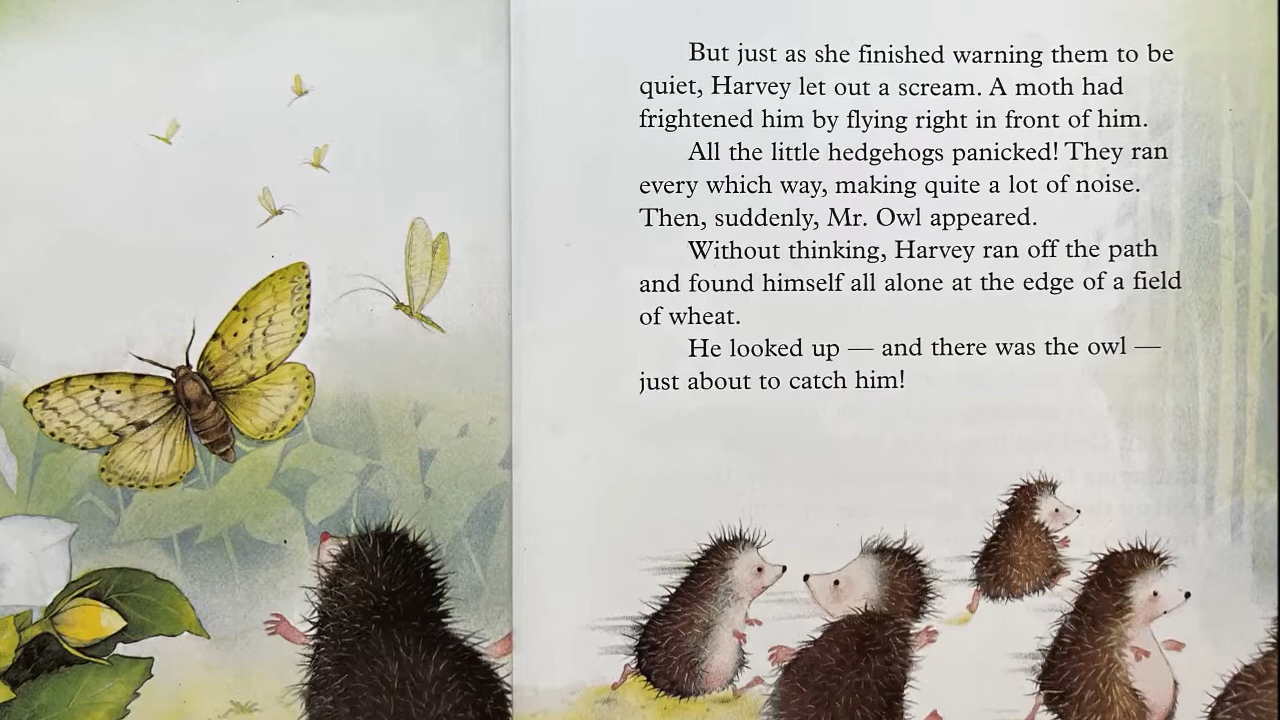 But just as she finished warning them to be
quiet, Harvey let out a scream. A moth had
frightened him by flying right in front of him.
All the little hedgehogs panicked! They ran
every which way, making quite a lot of noise.
Then, suddenly, Mr. Owl appeared.
Without thinking, Harvey ran off the path
and found himself all alone at the edge of a field
of wheat.
He looked up — and there was the owl —
just about to catch him!